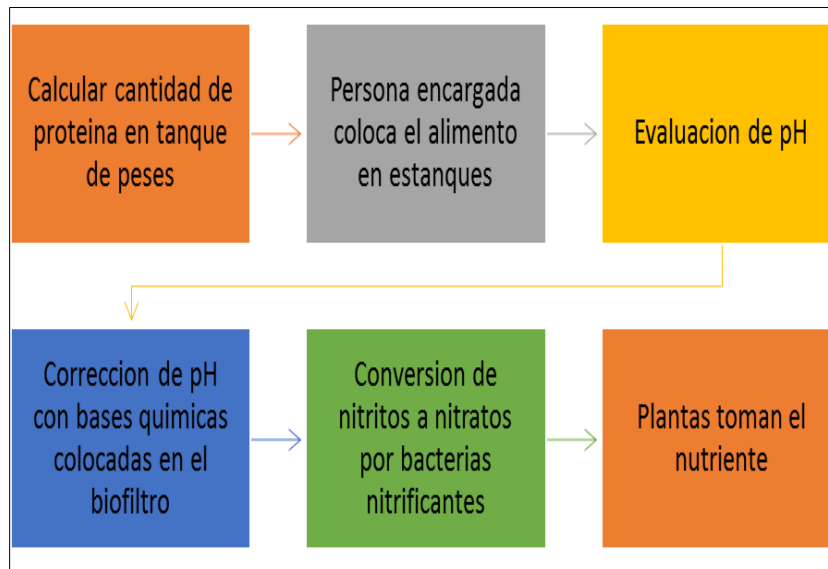 Calcular cantidad de
proteina en tanque
de peses
Persona encargada
coloca el alimento
en estanques
Evaluacion de pH
Correccion de pH
con bases quimicas
colocadas en el
biofiltro
Conversion de
nitritos a nitratos
por bacterias
nitrificantes
Plantas toman el
nutriente